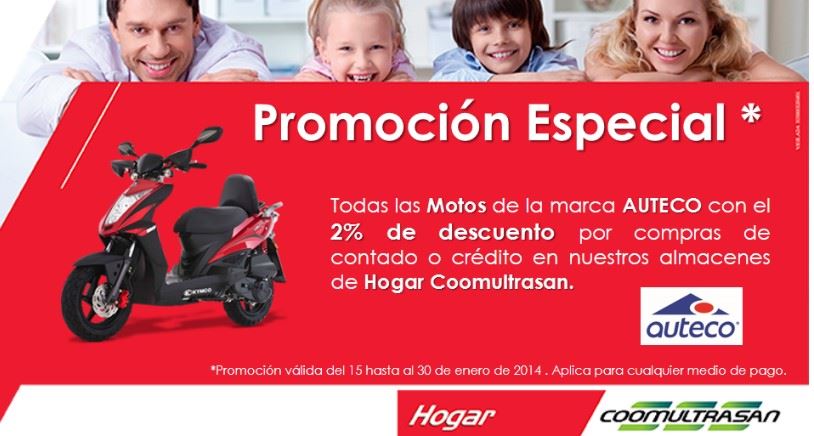 Promoción Especial *
Todas las Motos de la marca AUTECO con el
2% de descuento por compras de
contado o crédito en nuestros almacenes
de Hogar Coomultrasan.
KYMCO
auteco
*Promoción válida del 15 hasta al 30 de enero de 2014 . Aplica para cualquier medio de pago.
Hogar
COOMULTRASAN